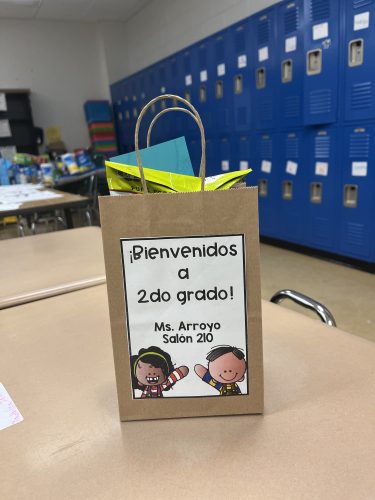 ¡Bienvenidos
a
2do grado!
Ms. Arroyo
Salón 210